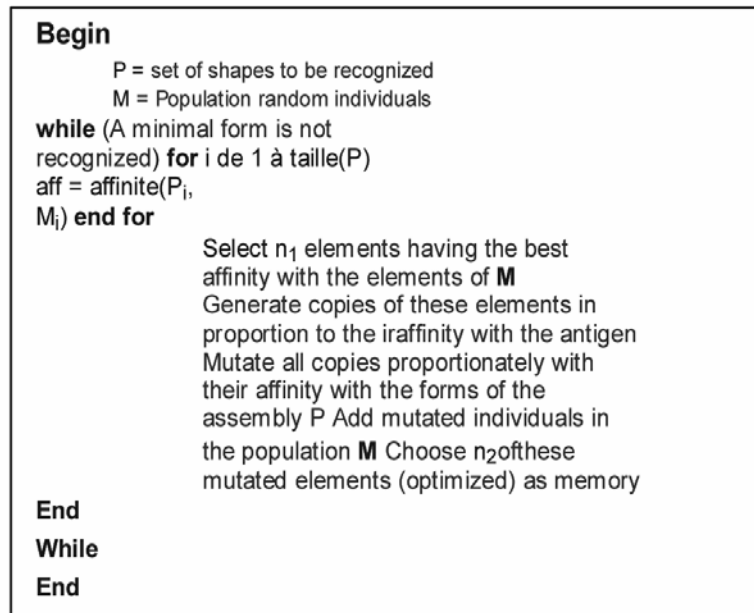 Begin
P = set of shapes to be recognized
M = Population random individuals
while (A minimal form is not
recognized) for i de 1 à taille(P)
aff = affinite(Pi,
Mi) end for
Select n1 elements having the best
affinity with the elements of M
Generate copies of these elements in
proportion to the iraffinity with the antigen
Mutate all copies proportionately with
their affinity with the forms of the
assembly P Add mutated individuals in
the population M Choose n2ofthese
mutated elements (optimized) as memory
End
While
End